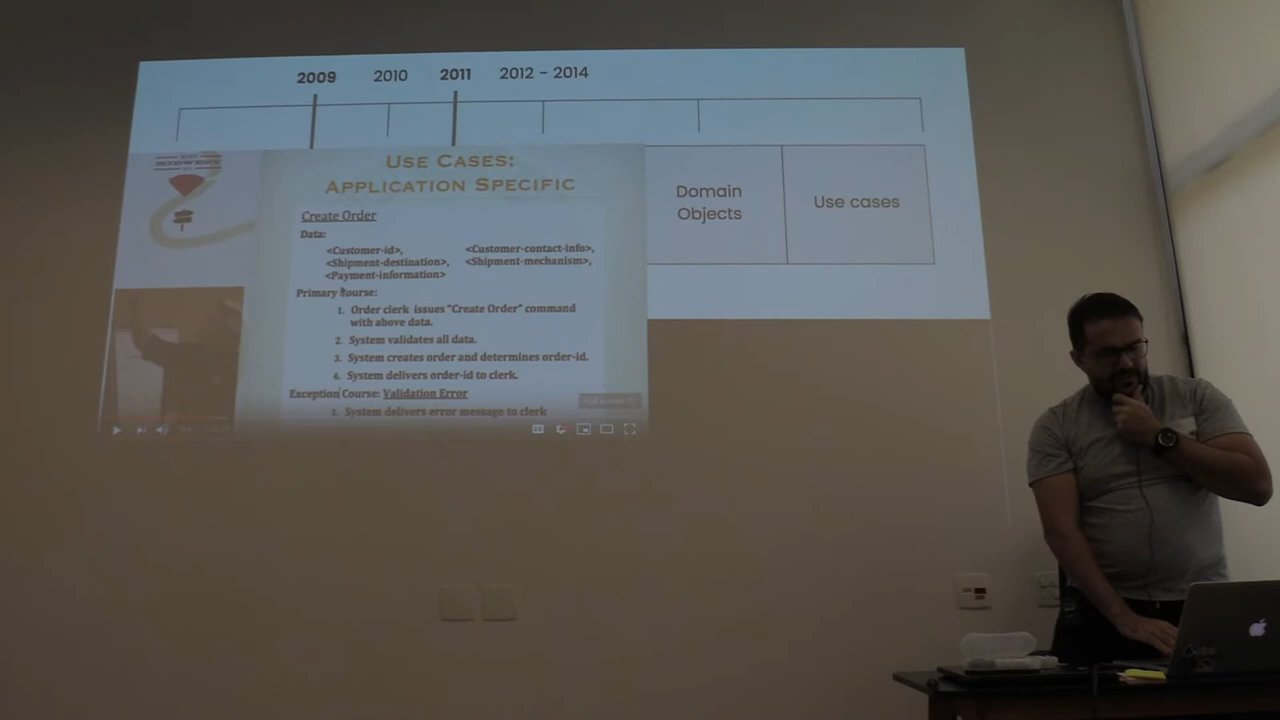 2009 2010 2011 2012 - 2014
USE CASES:
APPLICATION SPECIFIC
Create Order
Data:
<Customer-id>, <Customer-contact-info>,
<Shipment-destination>, <Shipment-mechanism>,
<Payment-information>
Primary Course:
1. Order clerk issues "Create Order" command
with above data.
2. System validates all data.
3. System creates order and determines order-id.
4. System delivers order-id to clerk.
Exception Course: Validation Error
1. System delivers error message to clerk
Domain
Objects
Use cases